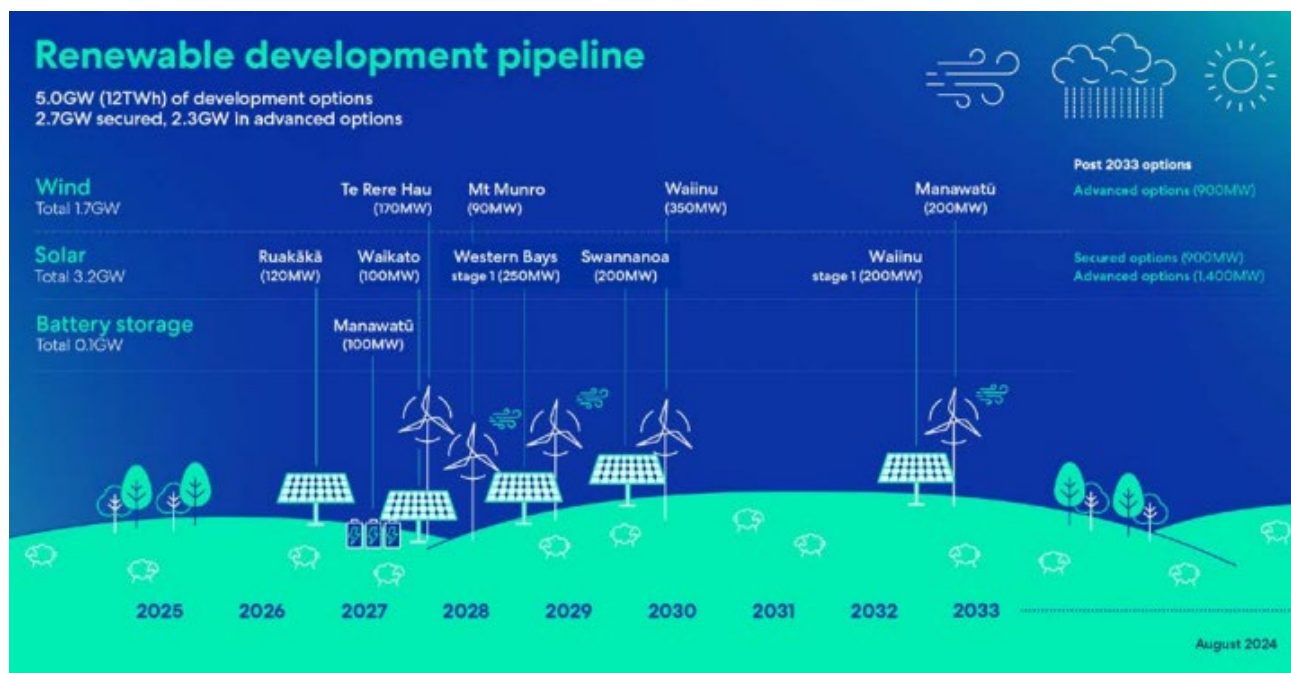 Renewable development pipeline
5.0GW (12TWh) of development options
2.7GW secured, 2.3GW in advanced options
Post 2033 options
Wind
Total 1.7GW
Te Rere Hau
(170MW)
Mt Munro
(90MW)
Waiinu
(350MW)
Manawatū
(200MW)
Advanced options (900MW)
Solar
Total 3.2GW
Ruakākā
(120MW)
Waikato
(100MW)
Western Bays
stage 1 (250MW)
Swannanoa
(200MW)
Waiinu
stage 1 (200MW)
Secured options (900MW)
Advanced options (1,400MW)
Battery storage
Total 0.1GW
Manawatū
(100MW)
2025 2026 2027 2028 2029 2030 2031 2032 2033
August 2024